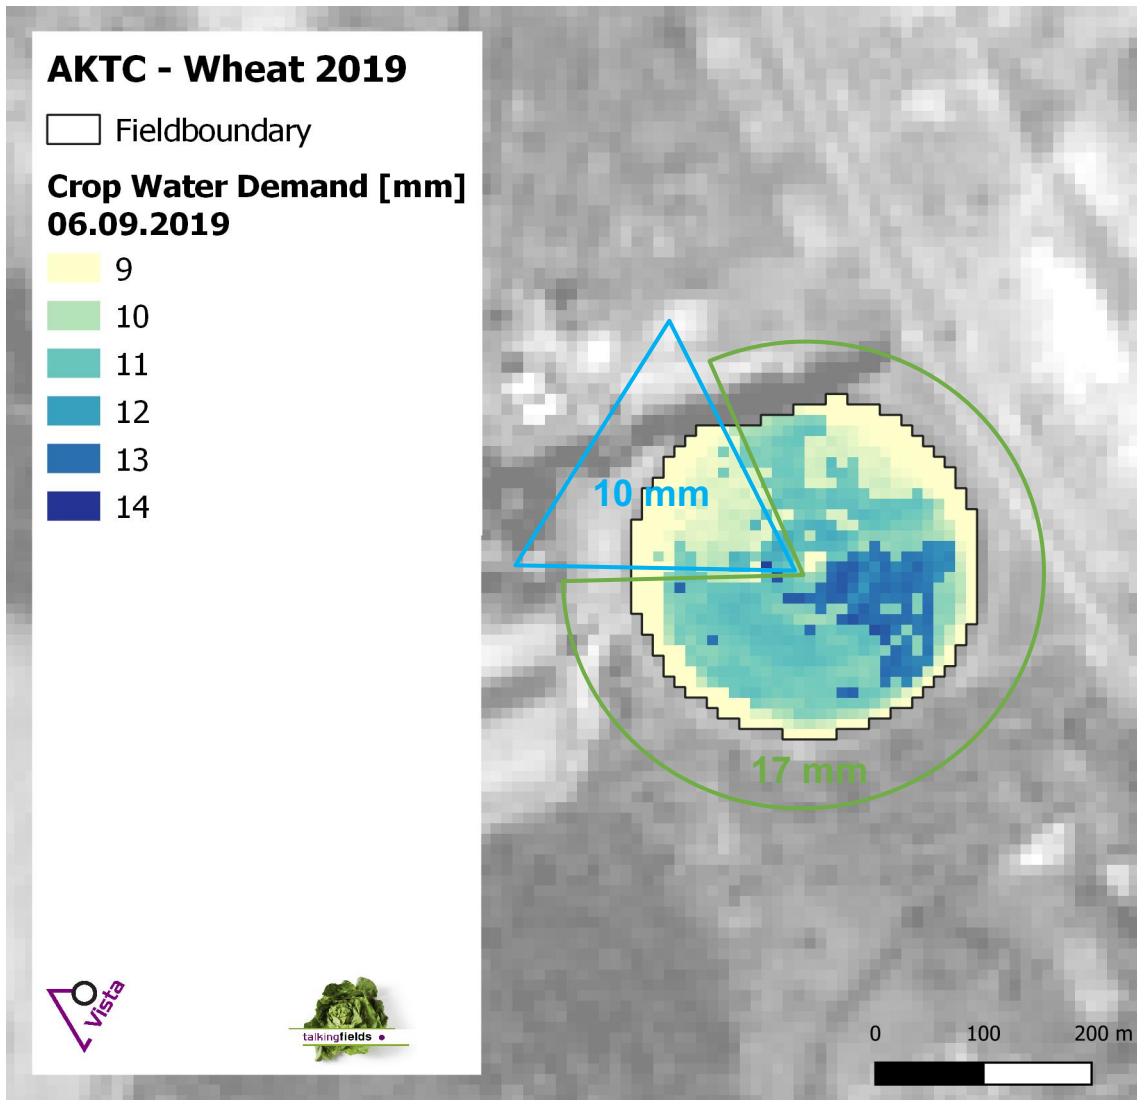 AKTC - Wheat 2019
Fieldboundary
Crop Water Demand [mm]
06.09.2019
9
10
11
12
13
14
10 mm
17 mm
Vista
talkingfields
0 100 200 m